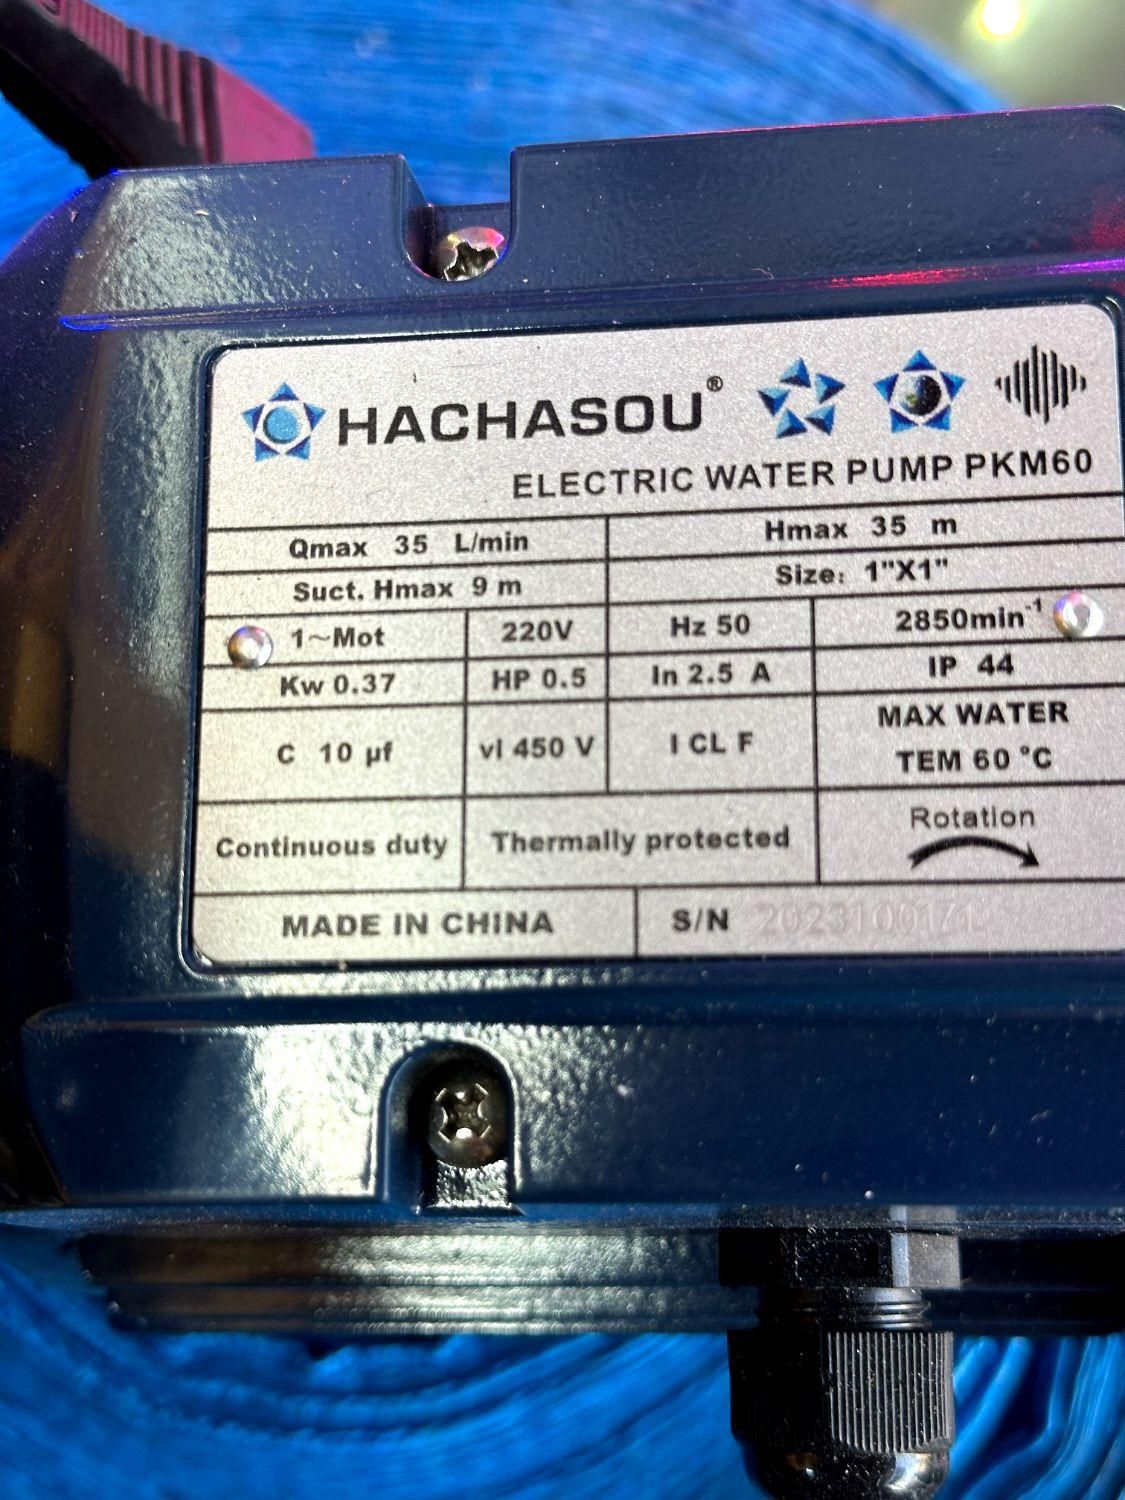 HACHASOU®
ELECTRIC WATER PUMP PKM60
Qmax 35 L/min Hmax 35 m
Suct. Hmax 9 m Size: 1"X1"
1~Mot 220V Hz 50 2850min⁻¹
Kw 0.37 HP 0.5 In 2.5 A IP 44
C 10 µf vl 450 V I CL F MAX WATER
TEM 60 °C
Continuous duty Thermally protected Rotation
MADE IN CHINA S/N